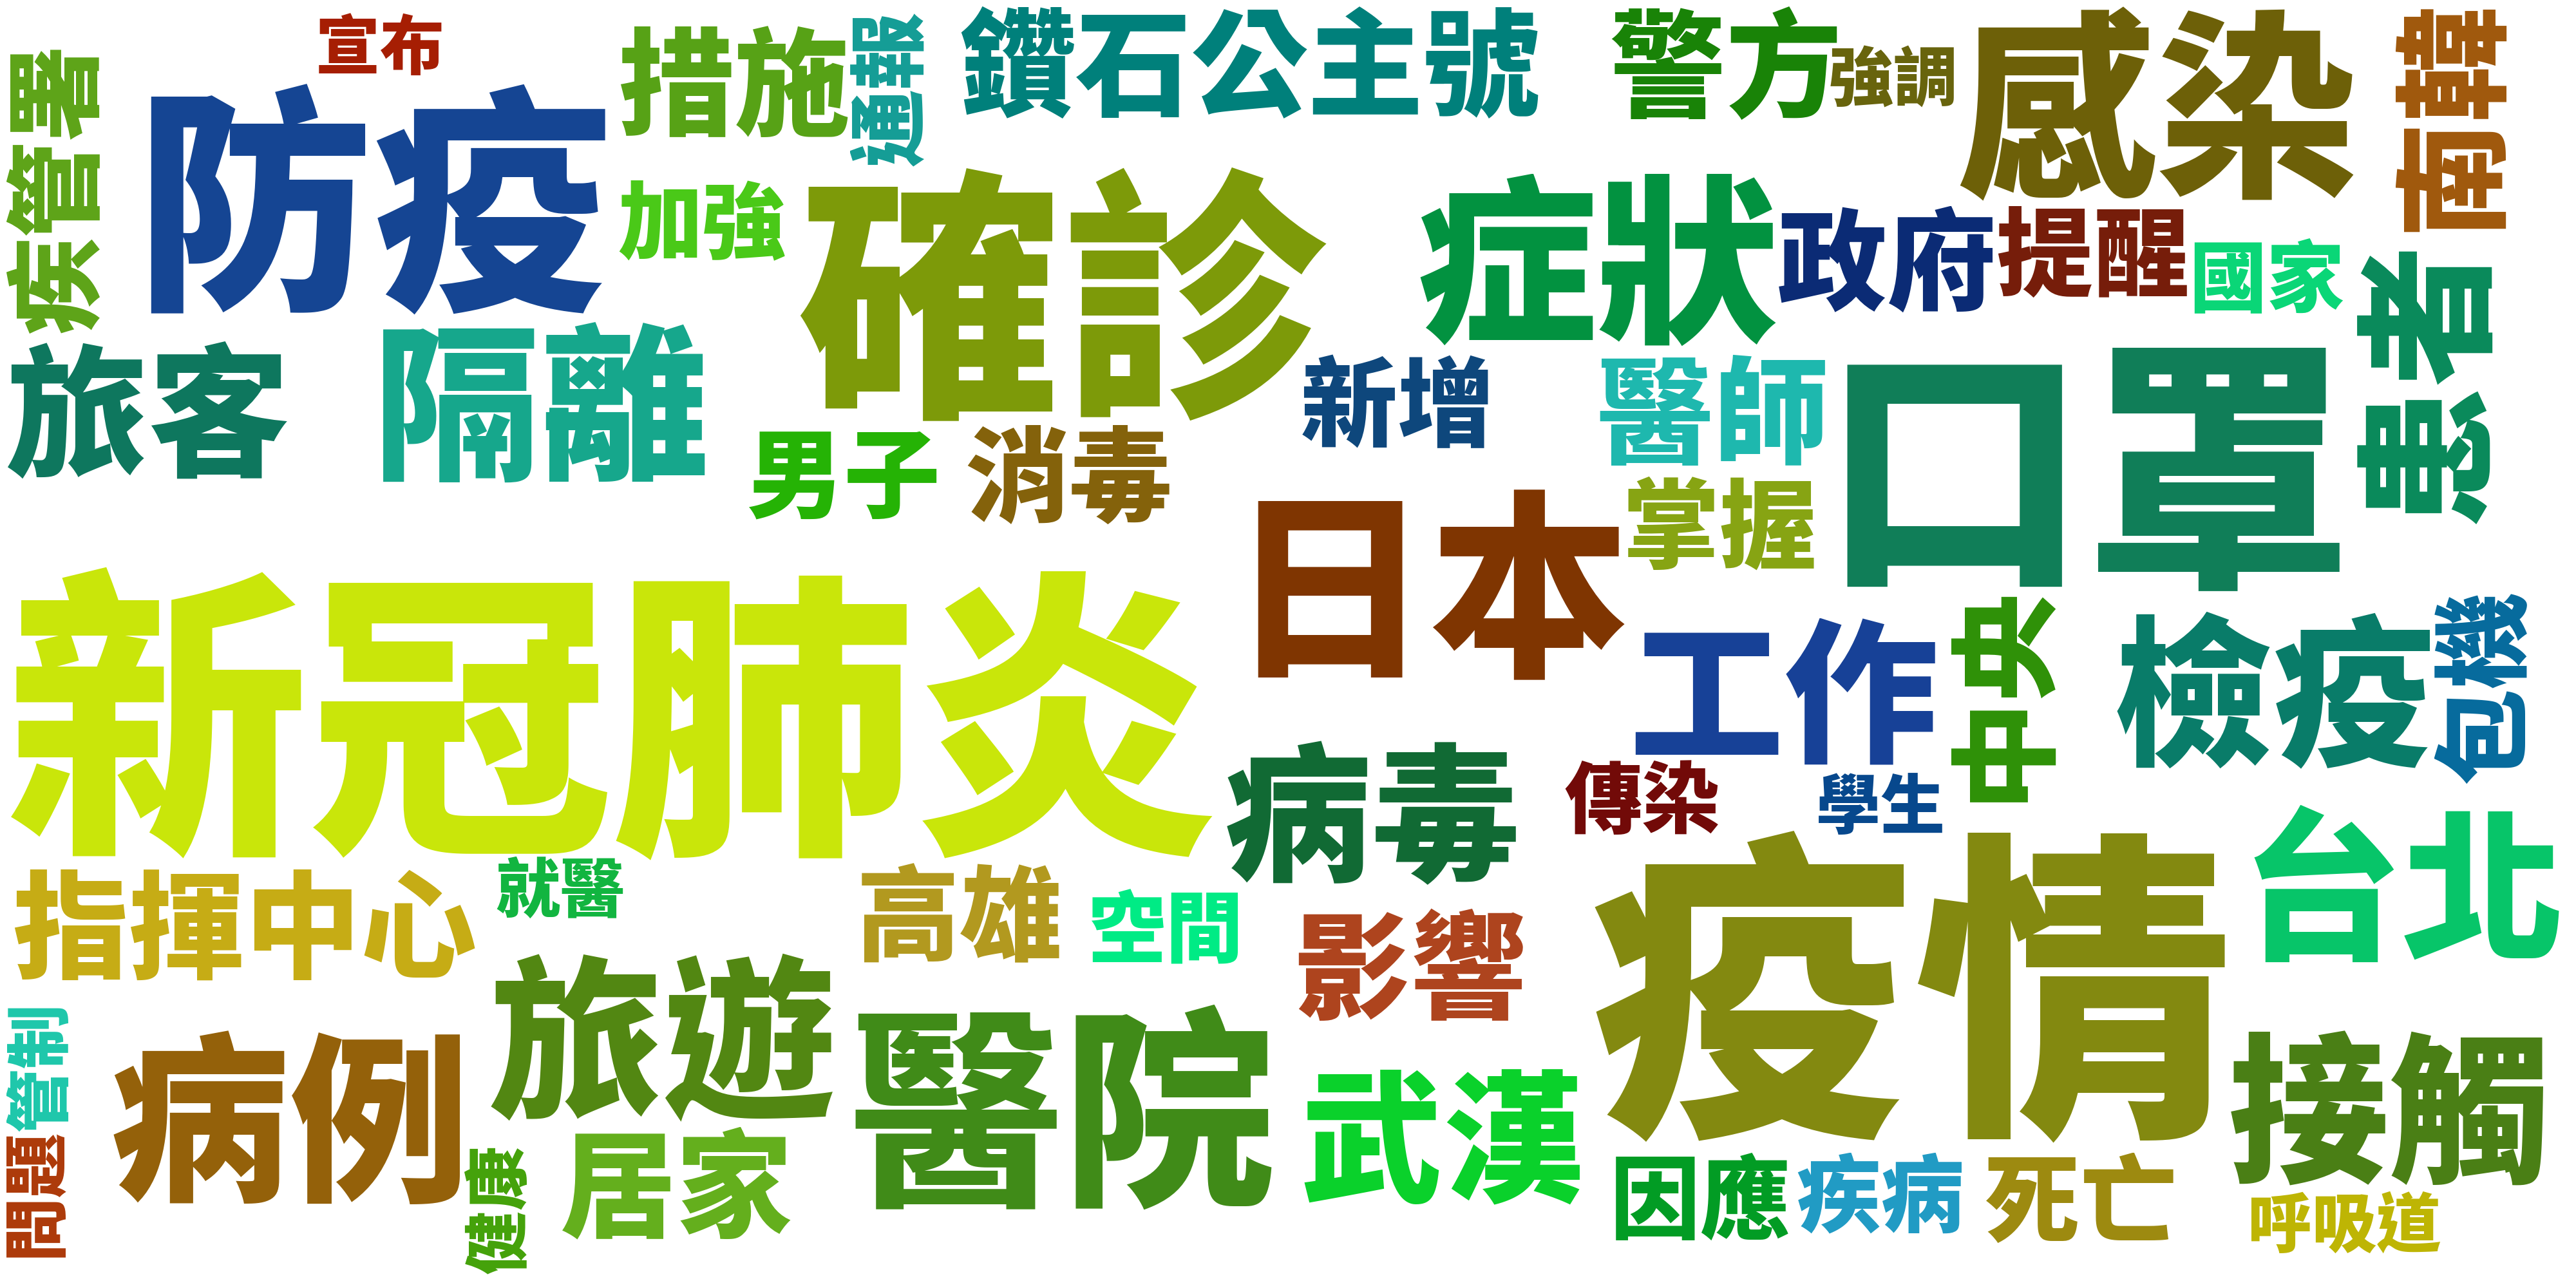 宣布
措施
通報
鑽石公主號
警方
強調
感染
南韓
疾管署
防疫
加強
確診
症狀
政府
提醒
國家
患者
旅客
隔離
男子
消毒
新增
醫師
掌握
口罩
日本
新冠肺炎
工作
中央
檢疫
包機
病毒
傳染
學生
指揮中心
就醫
高雄
空間
影響
疫情
台北
管制
問題
病例
旅遊
健康
居家
醫院
武漢
因應
疾病
死亡
接觸
呼吸道